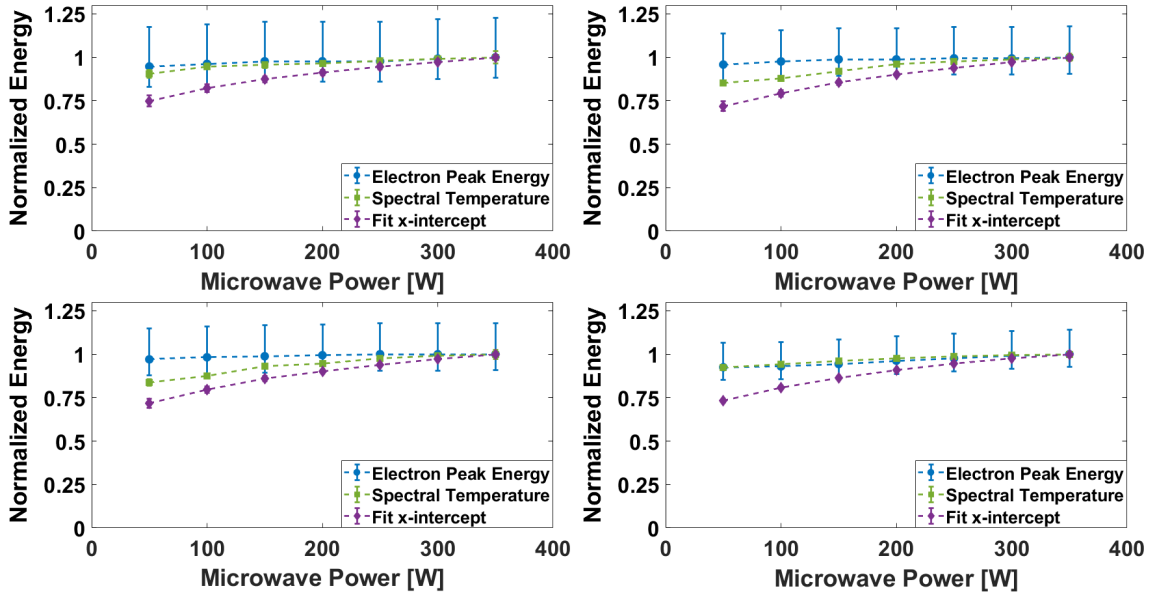 Normalized Energy
1.25
1
0.75
0.5
0.25
0
Electron Peak Energy
Spectral Temperature
Fit x-intercept
0 100 200 300 400
Microwave Power [W]
Normalized Energy
1.25
1
0.75
0.5
0.25
0
Electron Peak Energy
Spectral Temperature
Fit x-intercept
0 100 200 300 400
Microwave Power [W]
Normalized Energy
1.25
1
0.75
0.5
0.25
0
Electron Peak Energy
Spectral Temperature
Fit x-intercept
0 100 200 300 400
Microwave Power [W]
Normalized Energy
1.25
1
0.75
0.5
0.25
0
Electron Peak Energy
Spectral Temperature
Fit x-intercept
0 100 200 300 400
Microwave Power [W]